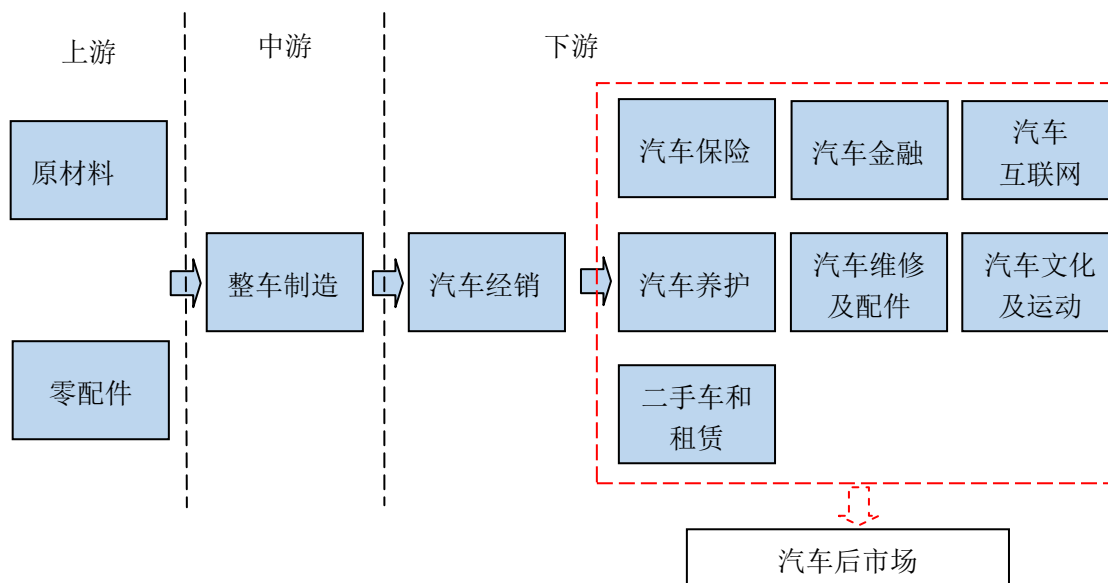 上游
中游
下游
原材料
零配件
整车制造
汽车经销
汽车保险
汽车金融
汽车
互联网
汽车养护
汽车维修
及配件
汽车文化
及运动
二手车和
租赁
汽车后市场